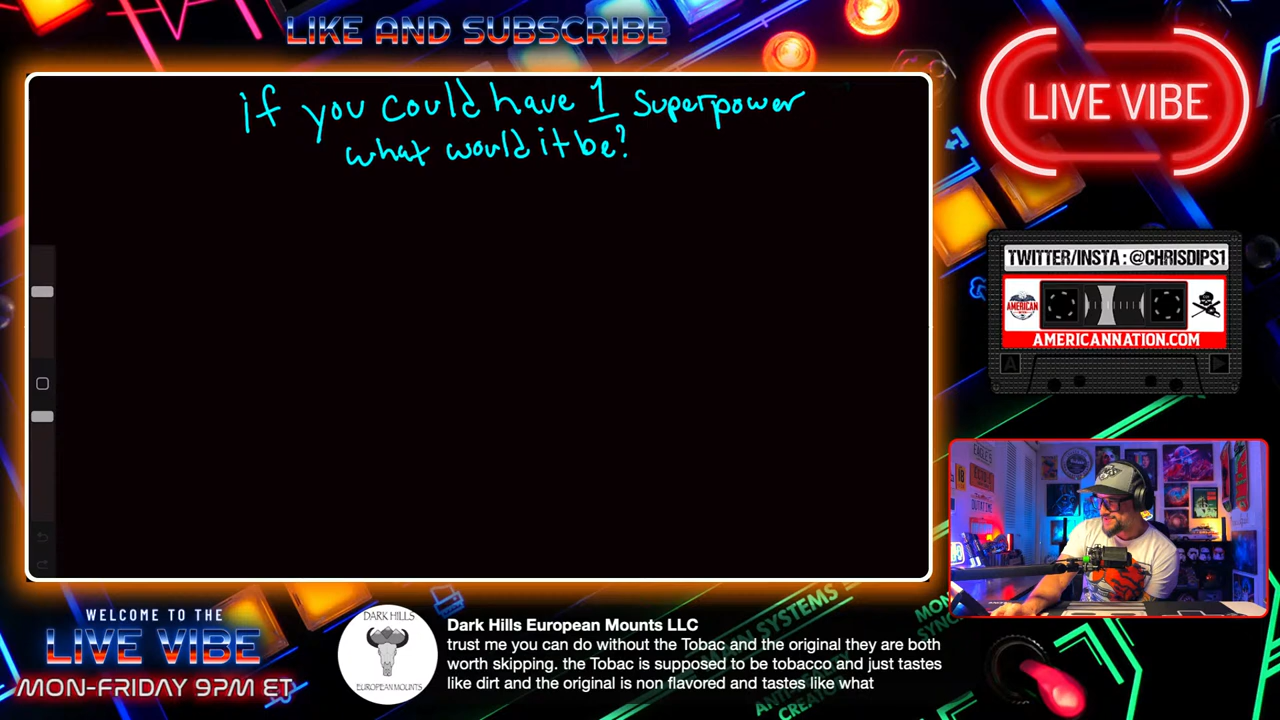 LIKE AND SUBSCRIBE
if you could have 1 Superpower
what would it be?
LIVE VIBE
TWITTER/INSTA : @CHRISDIPS1
AMERICAN
AMERICANNATION.COM
A
WELCOME TO THE
LIVE VIBE
MON-FRIDAY 9PM ET
DARK HILLS
EUROPEAN MOUNTS
Dark Hills European Mounts LLC
trust me you can do without the Tobac and the original they are both
worth skipping. the Tobac is supposed to be tobacco and just tastes
like dirt and the original is non flavored and tastes like what
SYSTEMS